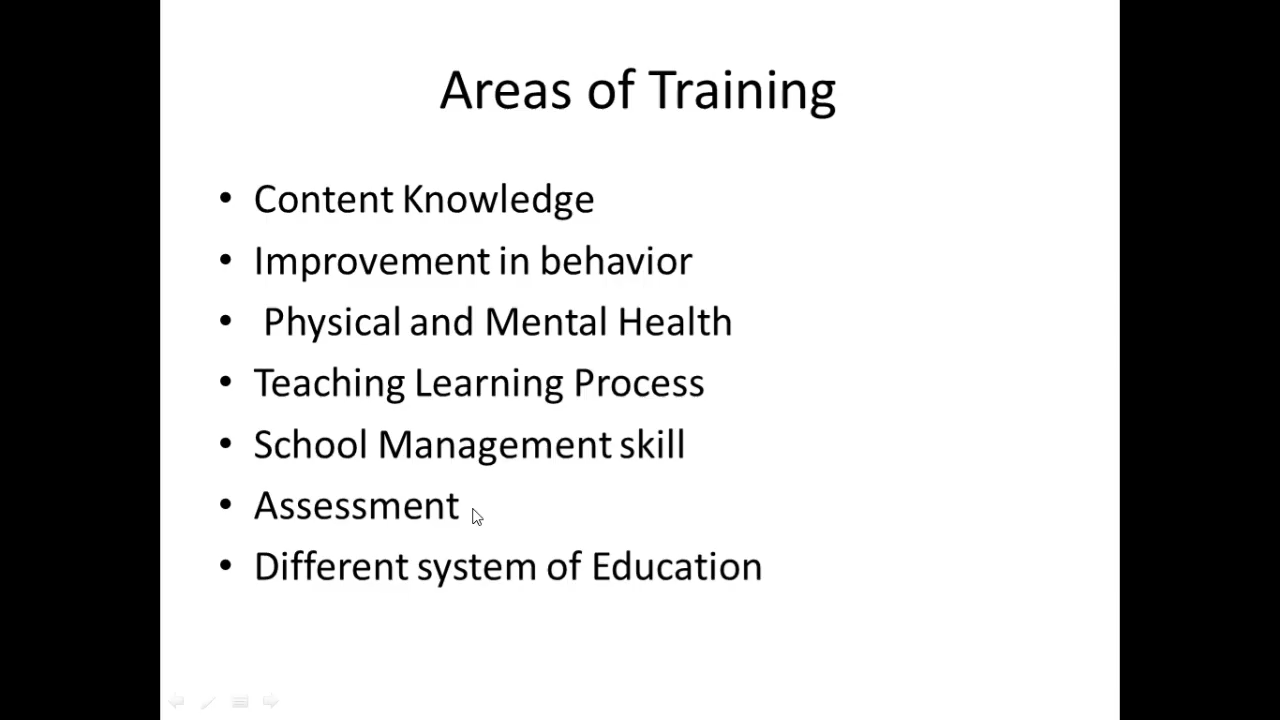 Areas of Training
• Content Knowledge
• Improvement in behavior
• Physical and Mental Health
• Teaching Learning Process
• School Management skill
• Assessment
• Different system of Education